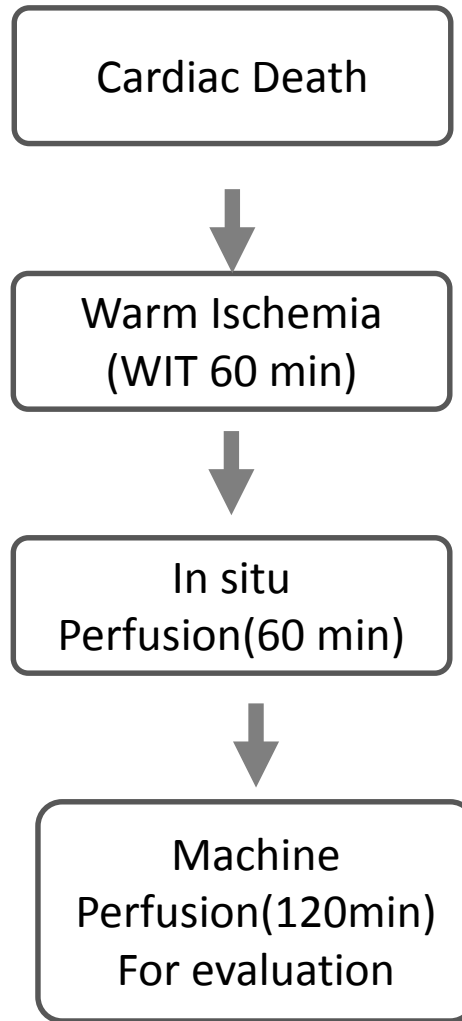 Cardiac Death
Warm Ischemia
(WIT 60 min)
In situ
Perfusion(60 min)
Machine
Perfusion(120min)
For evaluation